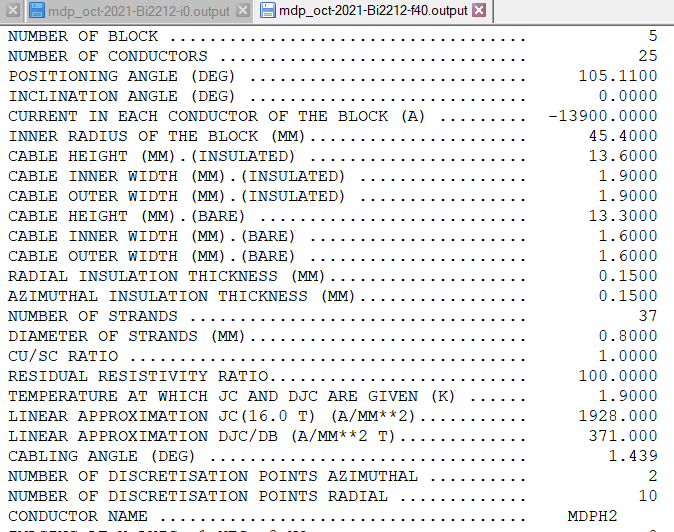 mdp_oct-2021-Bi2212-i0.output mdp_oct-2021-Bi2212-f40.output
NUMBER OF BLOCK .................................... 5
NUMBER OF CONDUCTORS ............................... 25
POSITIONING ANGLE (DEG) ............................ 105.1100
INCLINATION ANGLE (DEG) ............................ 0.0000
CURRENT IN EACH CONDUCTOR OF THE BLOCK (A) ......... -13900.0000
INNER RADIUS OF THE BLOCK (MM)...................... 45.4000
CABLE HEIGHT (MM).(INSULATED) ...................... 13.6000
CABLE INNER WIDTH (MM).(INSULATED) ................. 1.9000
CABLE OUTER WIDTH (MM).(INSULATED) ................. 1.9000
CABLE HEIGHT (MM).(BARE) ........................... 13.3000
CABLE INNER WIDTH (MM).(BARE) ...................... 1.6000
CABLE OUTER WIDTH (MM).(BARE) ...................... 1.6000
RADIAL INSULATION THICKNESS (MM).................... 0.1500
AZIMUTHAL INSULATION THICKNESS (MM)................. 0.1500
NUMBER OF STRANDS .................................. 37
DIAMETER OF STRANDS (MM)............................ 0.8000
CU/SC RATIO ........................................ 1.0000
RESIDUAL RESISTIVITY RATIO.......................... 100.0000
TEMPERATURE AT WHICH JC AND DJC ARE GIVEN (K) ...... 1.9000
LINEAR APPROXIMATION JC(16.0 T) (A/MM**2)........... 1928.000
LINEAR APPROXIMATION DJC/DB (A/MM**2 T)............. 371.000
CABLING ANGLE (DEG) ................................ 1.439
NUMBER OF DISCRETISATION POINTS AZIMUTHAL .......... 2
NUMBER OF DISCRETISATION POINTS RADIAL ............. 10
CONDUCTOR NAME ..................................... MDPH2